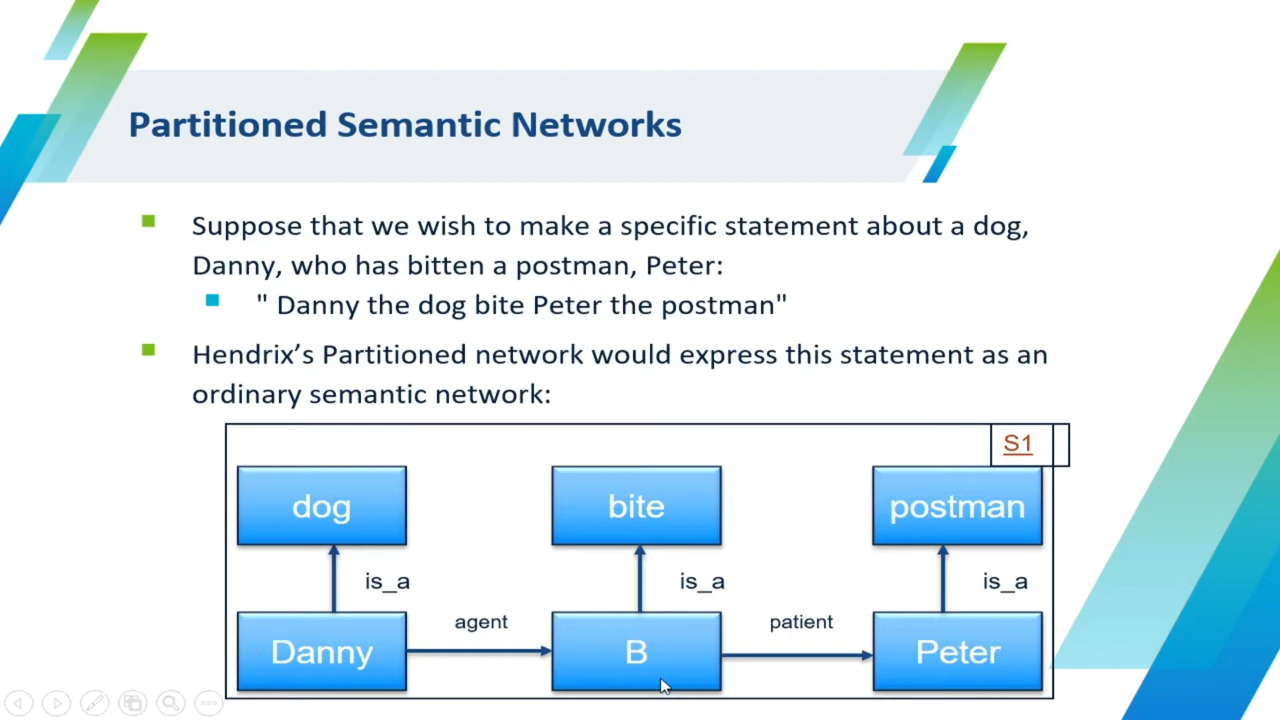 Partitioned Semantic Networks
Suppose that we wish to make a specific statement about a dog,
Danny, who has bitten a postman, Peter:
" Danny the dog bite Peter the postman"
Hendrix’s Partitioned network would express this statement as an
ordinary semantic network:
S1
dog
bite
postman
is_a
is_a
is_a
agent
patient
Danny
B
Peter